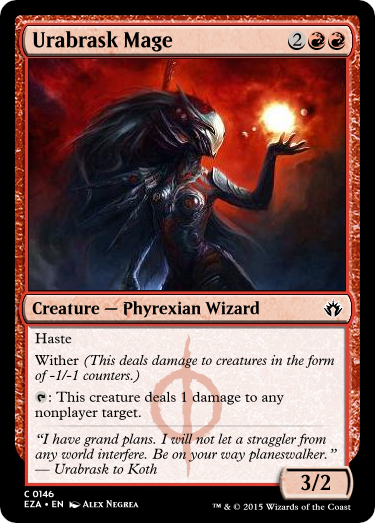 Urabrask Mage 2
Creature — Phyrexian Wizard
Haste
Wither (This deals damage to creatures in the form
of -1/-1 counters.)
: This creature deals 1 damage to any
nonplayer target.
“I have grand plans. I will not let a straggler from
any world interfere. Be on your way planeswalker.”
— Urabrask to Koth
3/2
C 0146
EZA • EN Alex Negrea
™ & © 2015 Wizards of the Coast